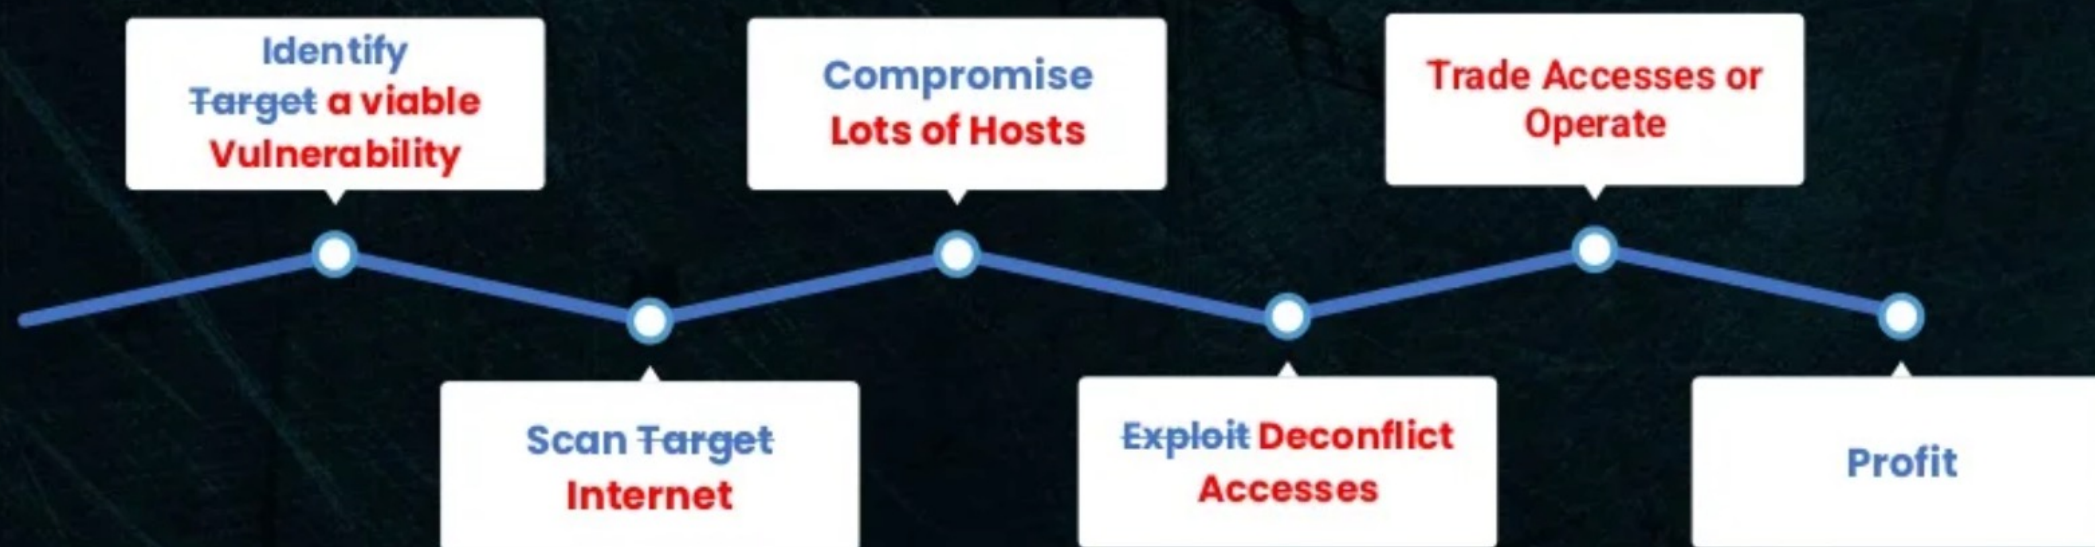 Identify
Target a viable
Vulnerability
Scan Target
Internet
Compromise
Lots of Hosts
Exploit Deconflict
Accesses
Trade Accesses or
Operate
Profit